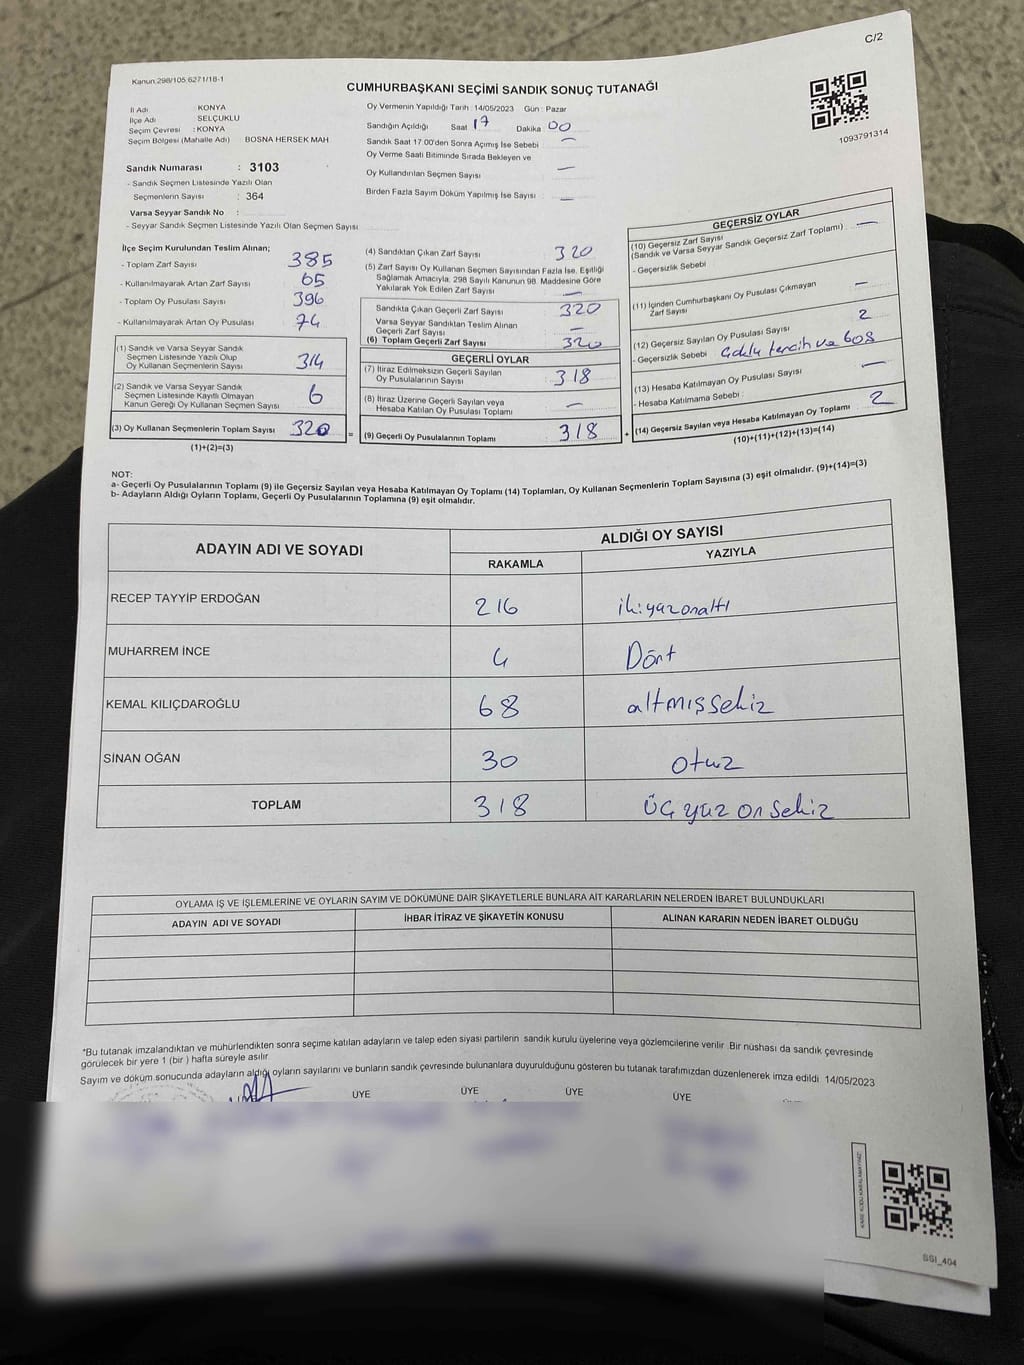 C/2
Kanun.298/105,6271/18-1
CUMHURBAŞKANI SEÇİMİ SANDIK SONUÇ TUTANAĞI
İl Adı : KONYA
İlçe Adı : SELÇUKLU
Seçim Çevresi : KONYA
Seçim Bölgesi (Mahalle Adı) BOSNA HERSEK MAH
Sandık Numarası : 3103
- Sandık Seçmen Listesinde Yazılı Olan
Seçmenlerin Sayısı : 364
Varsa Seyyar Sandık No :
- Seyyar Sandık Seçmen Listesinde Yazılı Olan Seçmen Sayısı
Oy Vermenin Yapıldığı Tarih : 14/05/2023 Gün : Pazar
Sandığın Açıldığı Saat 17 Dakika 00
Sandık Saat 17.00'den Sonra Açımış İse Sebebi —
Oy Verme Saati Bitiminde Sırada Bekleyen ve
Oy Kullandırılan Seçmen Sayısı —
Birden Fazla Sayım Döküm Yapılmış İse Sayısı —
1093791314
İlçe Seçim Kurulundan Teslim Alınan;
- Toplam Zarf Sayısı 385
- Kullanılmayarak Artan Zarf Sayısı 65
- Toplam Oy Pusulası Sayısı 396
- Kullanılmayarak Artan Oy Pusulası 74
(1) Sandık ve Varsa Seyyar Sandık
Seçmen Listesinde Yazılı Olup
Oy Kullanan Seçmenlerin Sayısı 314
(2) Sandık ve Varsa Seyyar Sandık
Seçmen Listesinde Kayıtlı Olmayan
Kanun Gereği Oy Kullanan Seçmen Sayısı 6
(3) Oy Kullanan Seçmenlerin Toplam Sayısı 320 =
(1)+(2)=(3)
(4) Sandıktan Çıkan Zarf Sayısı 320
(5) Zarf Sayısı Oy Kullanan Seçmen Sayısından Fazla İse, Eşitliği
Sağlamak Amacıyla, 298 Sayılı Kanunun 98. Maddesine Göre
Yakılarak Yok Edilen Zarf Sayısı —
Sandıkta Çıkan Geçerli Zarf Sayısı 320
Varsa Seyyar Sandıktan Teslim Alınan
Geçerli Zarf Sayısı —
(6) Toplam Geçerli Zarf Sayısı 320
GEÇERLİ OYLAR
(7) İtiraz Edilmeksizin Geçerli Sayılan
Oy Pusulalarının Sayısı 318
(8) İtiraz Üzerine Geçerli Sayılan veya
Hesaba Katılan Oy Pusulası Toplamı —
(9) Geçerli Oy Pusulalarının Toplamı 318 +
GEÇERSİZ OYLAR
(10) Geçersiz Zarf Sayısı —
(Sandık ve Varsa Seyyar Sandık Geçersiz Zarf Toplamı)
- Geçersizlik Sebebi
(11) İçinden Cumhurbaşkanı Oy Pusulası Çıkmayan
Zarf Sayısı —
(12) Geçersiz Sayılan Oy Pusulası Sayısı 2
- Geçersizlik Sebebi Çoklu tercih ve boş
(13) Hesaba Katılmayan Oy Pusulası Sayısı —
- Hesaba Katılmama Sebebi :
(14) Geçersiz Sayılan veya Hesaba Katılmayan Oy Toplamı 2
(10)+(11)+(12)+(13)=(14)
NOT:
a- Geçerli Oy Pusulalarının Toplamı (9) ile Geçersiz Sayılan veya Hesaba Katılmayan Oy Toplamı (14) Toplamları, Oy Kullanan Seçmenlerin Toplam Sayısına (3) eşit olmalıdır. (9)+(14)=(3)
b- Adayların Aldığı Oyların Toplamı, Geçerli Oy Pusulalarının Toplamına (9) eşit olmalıdır.
ADAYIN ADI VE SOYADI ALDIĞI OY SAYISI
RAKAMLA YAZIYLA
RECEP TAYYİP ERDOĞAN 216 ikiyüzonaltı
MUHARREM İNCE 4 Dört
KEMAL KILIÇDAROĞLU 68 altmışsekiz
SİNAN OĞAN 30 otuz
TOPLAM 318 üçyüz onsekiz
OYLAMA İŞ VE İŞLEMLERİNE VE OYLARIN SAYIM VE DÖKÜMÜNE DAİR ŞİKAYETLERLE BUNLARA AİT KARARLARIN NELERDEN İBARET BULUNDUKLARI
ADAYIN ADI VE SOYADI İHBAR İTİRAZ VE ŞİKAYETİN KONUSU ALINAN KARARIN NEDEN İBARET OLDUĞU
*Bu tutanak imzalandıktan ve mühürlendikten sonra seçime katılan adayların ve talep eden siyasi partilerin sandık kurulu üyelerine veya gözlemcilerine verilir. Bir nüshası da sandık çevresinde
görülecek bir yere 1 (bir ) hafta süreyle asılır.
Sayım ve döküm sonucunda adayların aldığı oyların sayılarını ve bunların sandık çevresinde bulunanlara duyurulduğunu gösteren bu tutanak tarafımızdan düzenlenerek imza edildi 14/05/2023
ÜYE ÜYE ÜYE ÜYE
SSİ_404